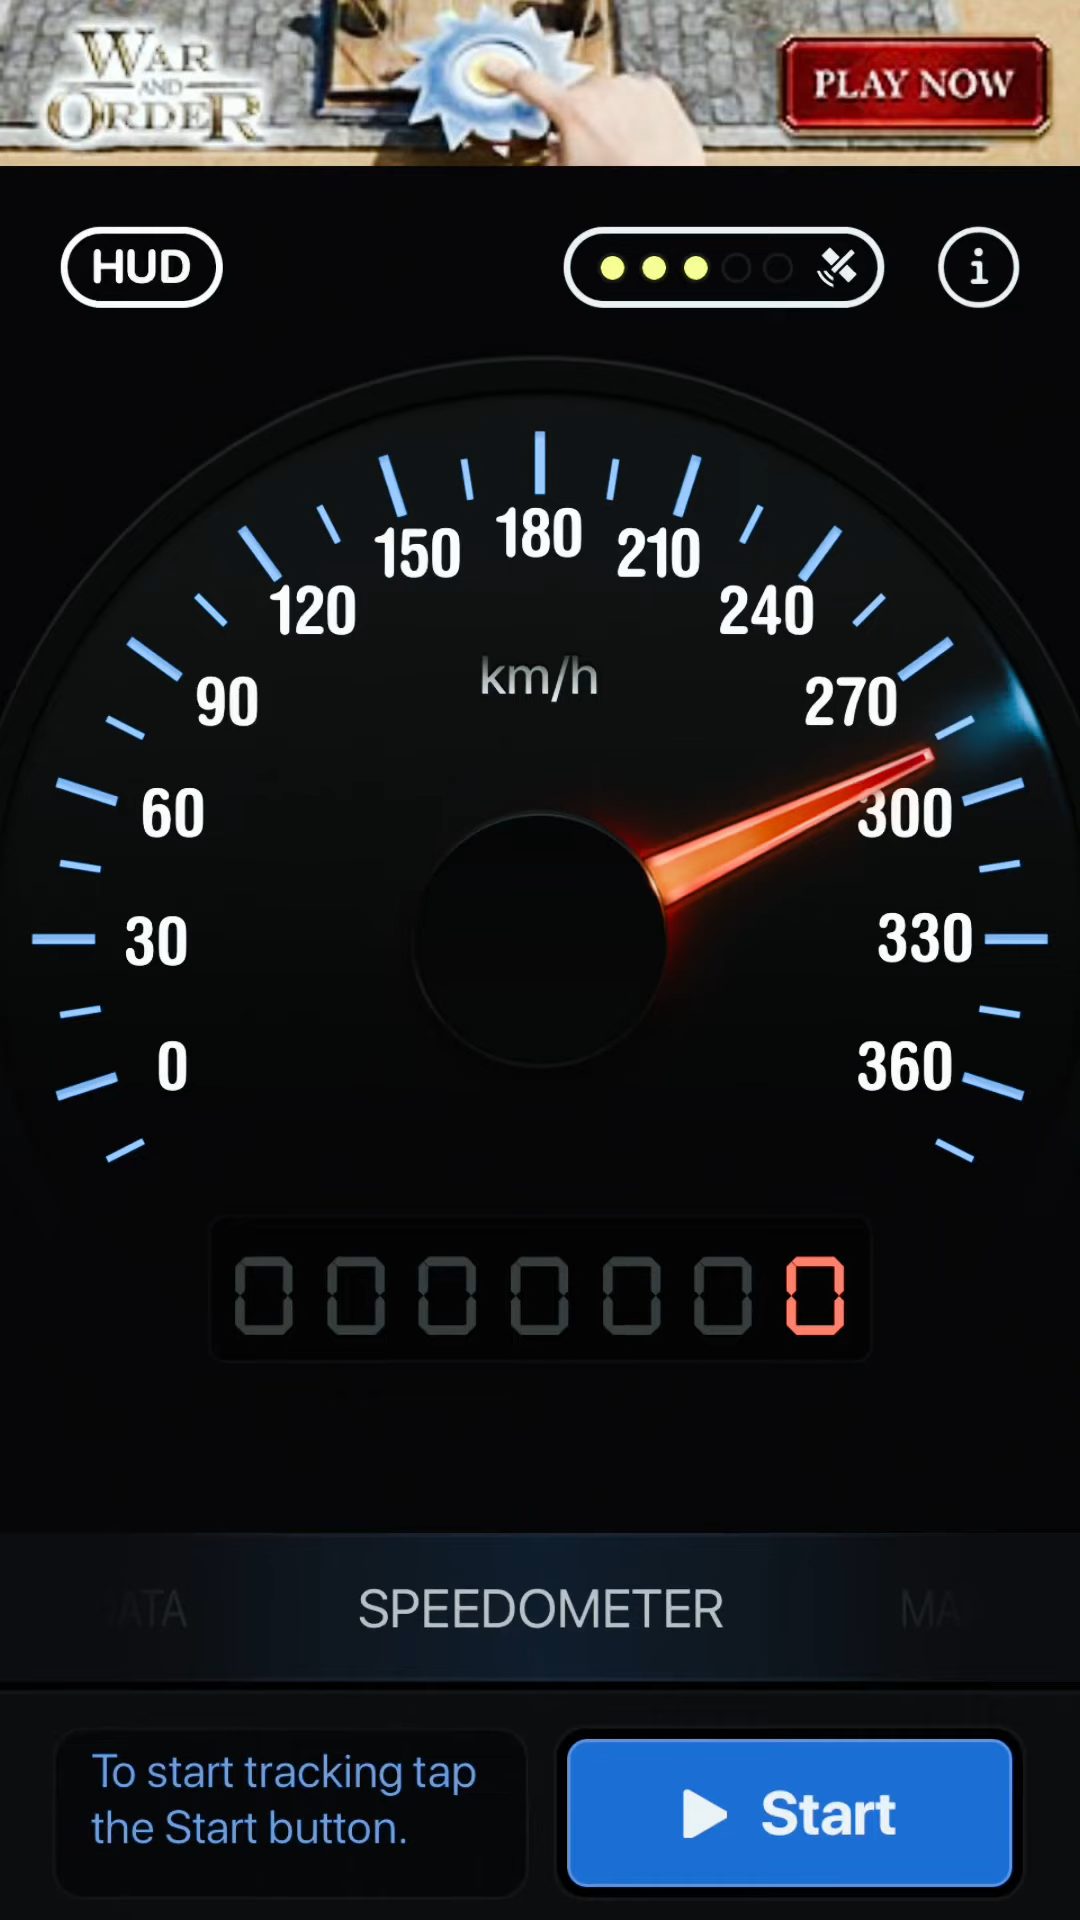 WAR
AND
ORDER
PLAY NOW
HUD
i
180
150
210
120
240
km/h
90
270
60
300
30
330
0
360
0000000
SPEEDOMETER
To start tracking tap
the Start button.
Start